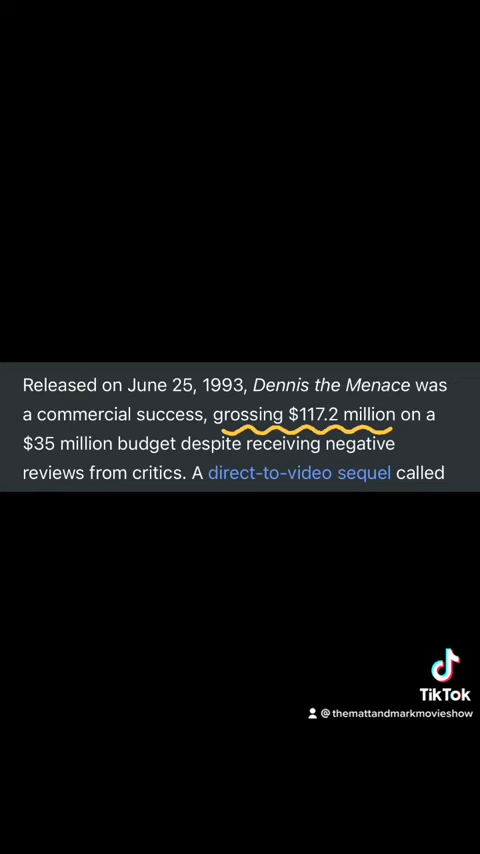 Released on June 25, 1993, Dennis the Menace was
a commercial success, grossing $117.2 million on a
$35 million budget despite receiving negative
reviews from critics. A direct-to-video sequel called
TikTok
@themattandmarkmovieshow